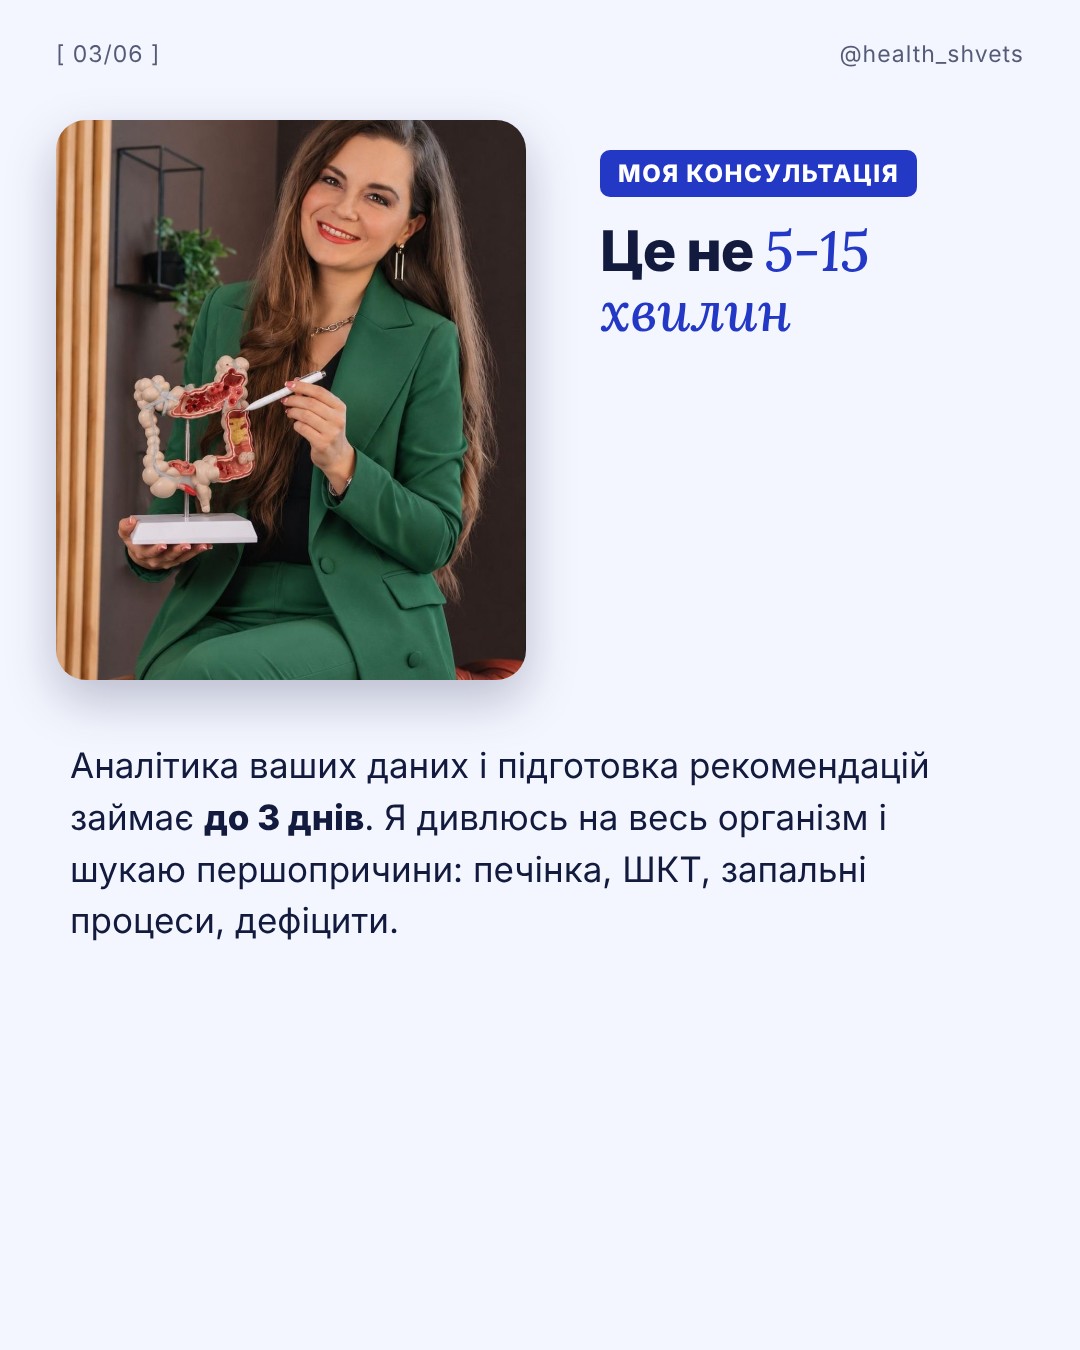 [ 03/06 ]
@health_shvets
МОЯ КОНСУЛЬТАЦІЯ
Це не 5–15
хвилин
Аналітика ваших даних і підготовка рекомендацій
займає до 3 днів. Я дивлюсь на весь організм і
шукаю першопричини: печінка, ШКТ, запальні
процеси, дефіцити.